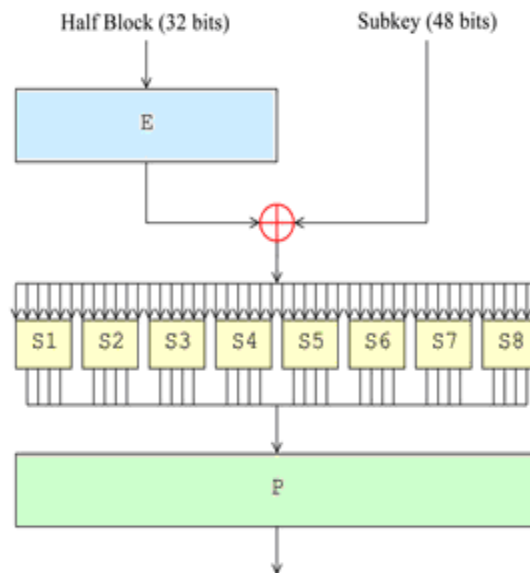 Half Block (32 bits) Subkey (48 bits)
E
S1 S2 S3 S4 S5 S6 S7 S8
P